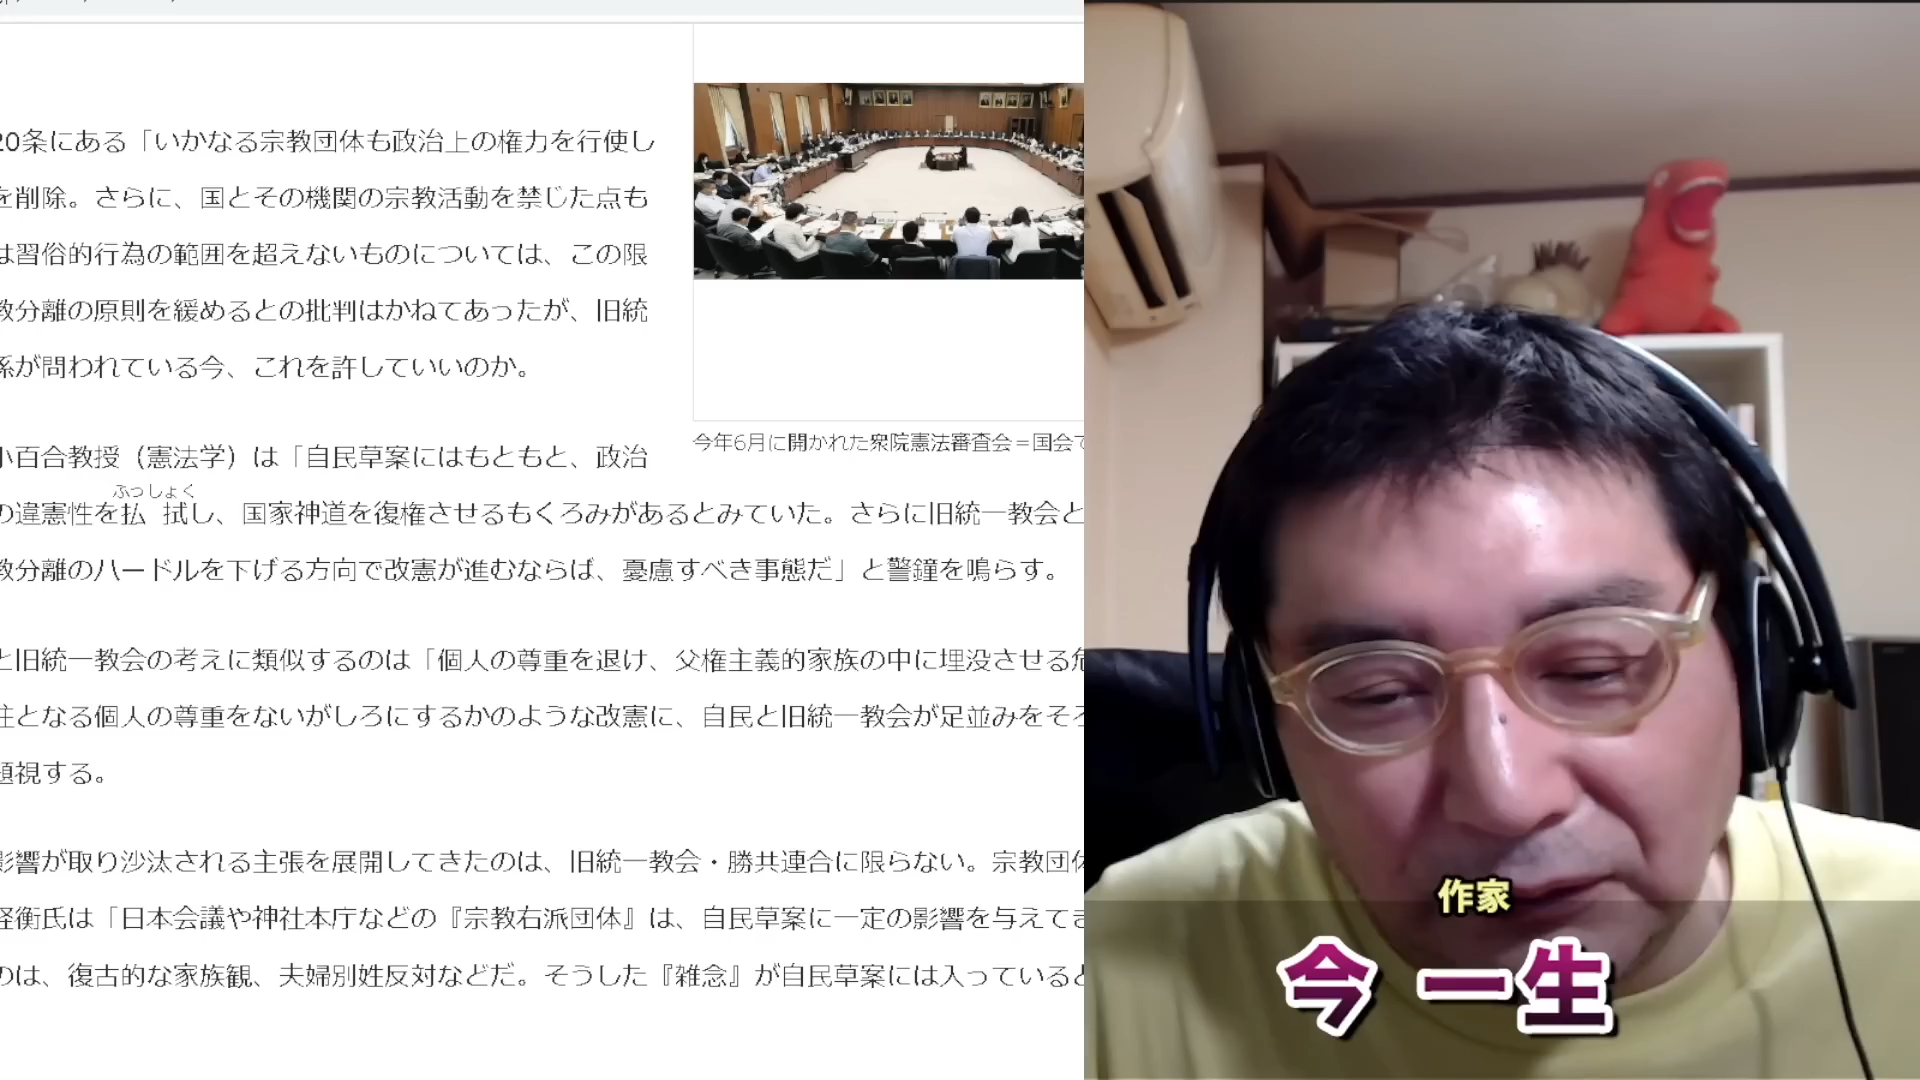 20条にある「いかなる宗教団体も政治上の権力を行使し
を削除。さらに、国とその機関の宗教活動を禁じた点も
は習俗的行為の範囲を超えないものについては、この限
教分離の原則を緩めるとの批判はかねてあったが、旧統
係が問われている今、これを許していいのか。
今年6月に開かれた衆院憲法審査会＝国会で
小百合教授（憲法学）は「自民草案にはもともと、政治
ふっしょく
の違憲性を払拭し、国家神道を復権させるもくろみがあるとみていた。さらに旧統一教会と
教分離のハードルを下げる方向で改憲が進むならば、憂慮すべき事態だ」と警鐘を鳴らす。
と旧統一教会の考えに類似するのは「個人の尊重を退け、父権主義的家族の中に埋没させる危
柱となる個人の尊重をないがしろにするかのような改憲に、自民と旧統一教会が足並みをそろ
題視する。
影響が取り沙汰される主張を展開してきたのは、旧統一教会・勝共連合に限らない。宗教団体
経衡氏は「日本会議や神社本庁などの『宗教右派団体』は、自民草案に一定の影響を与えてき
のは、復古的な家族観、夫婦別姓反対などだ。そうした『雑念』が自民草案には入っていると
作家
今 一生